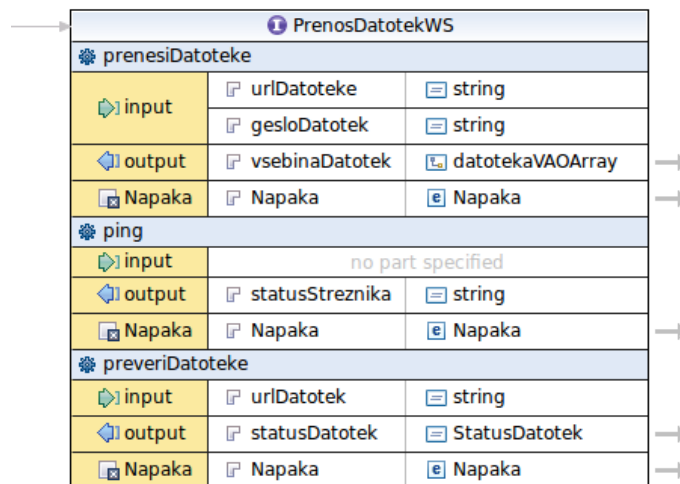 PrenosDatotekWS
prenesiDatoteke
input urlDatoteke string
gesloDatotek string
output vsebinaDatotek datotekaVAOArray
Napaka Napaka Napaka
ping
input no part specified
output statusStreznika string
Napaka Napaka Napaka
preveriDatoteke
input urlDatotek string
output statusDatotek StatusDatotek
Napaka Napaka Napaka